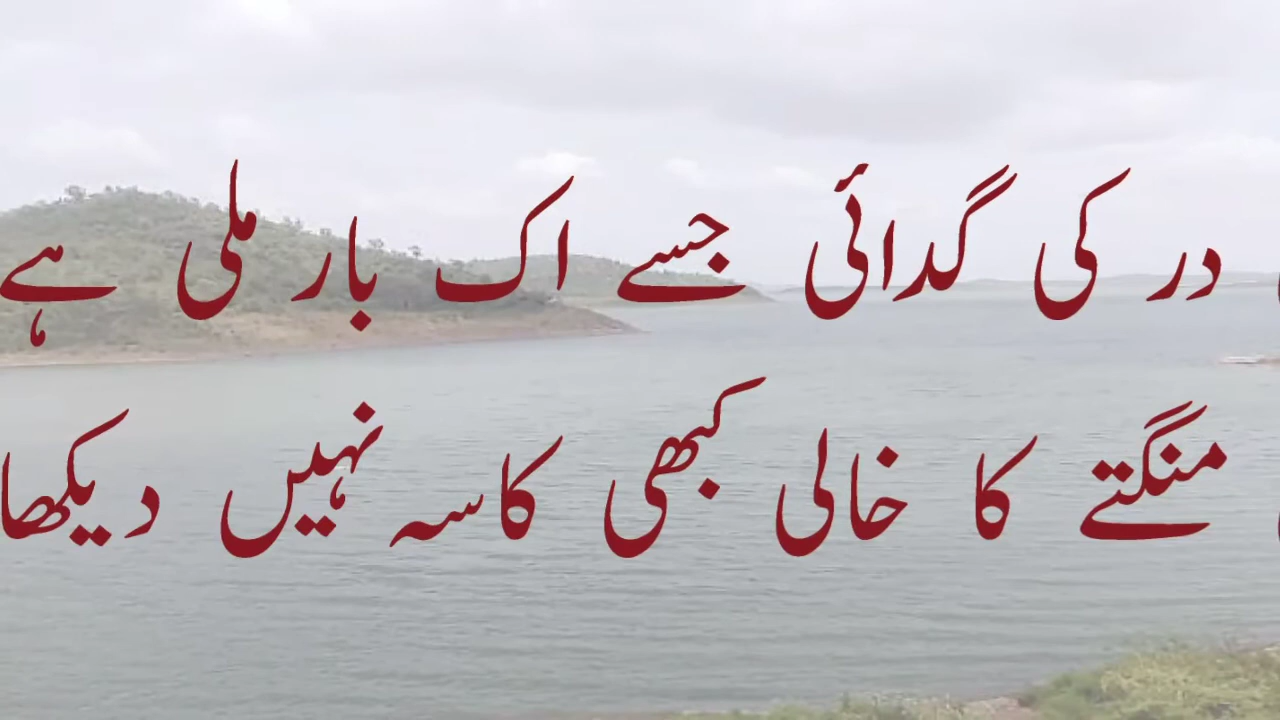 در کی گدائی جسے اک بار ملی ہے
منگتے کا خالی کبھی کاسہ نہیں دیکھا